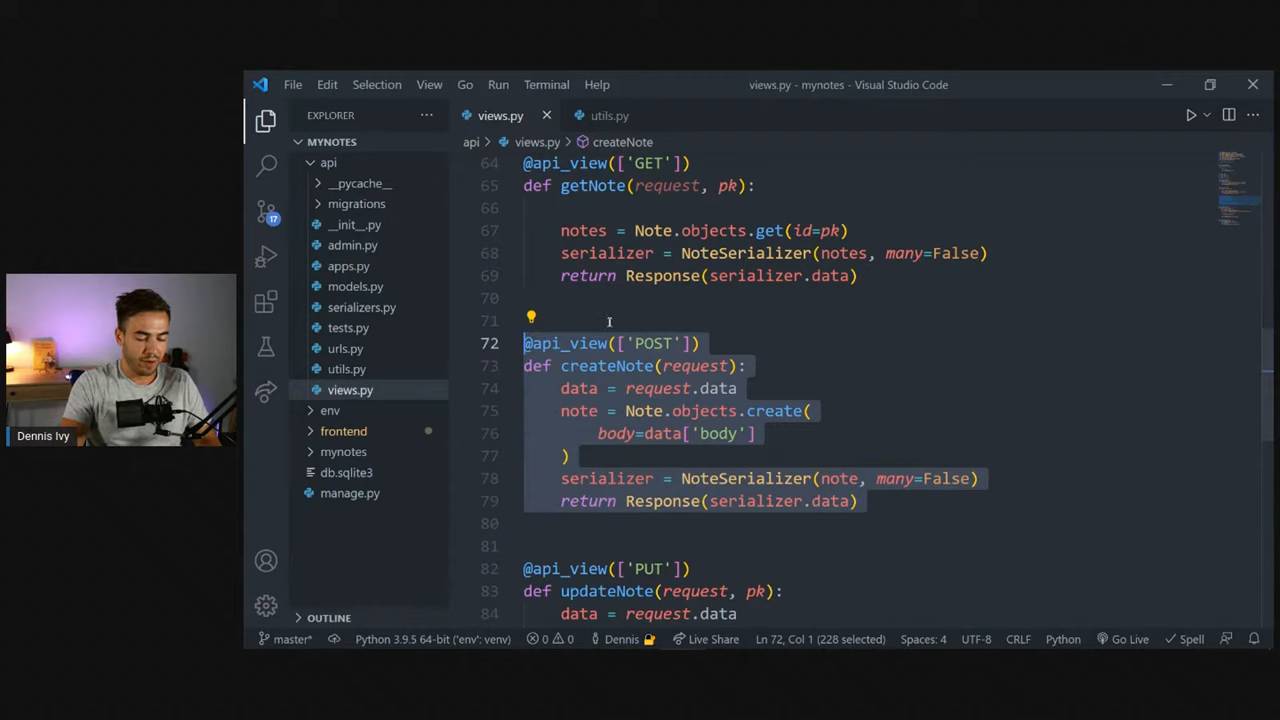 File Edit Selection View Go Run Terminal Help views.py - mynotes - Visual Studio Code
EXPLORER
views.py utils.py
MYNOTES
api > views.py > createNote
api
__pycache__
migrations
__init__.py
admin.py
apps.py
models.py
serializers.py
tests.py
urls.py
utils.py
views.py
env
frontend
mynotes
db.sqlite3
manage.py
OUTLINE
17
64 @api_view(['GET'])
65 def getNote(request, pk):
66
67 notes = Note.objects.get(id=pk)
68 serializer = NoteSerializer(notes, many=False)
69 return Response(serializer.data)
70
71
72 @api_view(['POST'])
73 def createNote(request):
74 data = request.data
75 note = Note.objects.create(
76 body=data['body']
77 )
78 serializer = NoteSerializer(note, many=False)
79 return Response(serializer.data)
80
81
82 @api_view(['PUT'])
83 def updateNote(request, pk):
84 data = request.data
Dennis Ivy
master* Python 3.9.5 64-bit ('env': venv) 0 0 Dennis Live Share Ln 72, Col 1 (228 selected) Spaces: 4 UTF-8 CRLF Python Go Live Spell